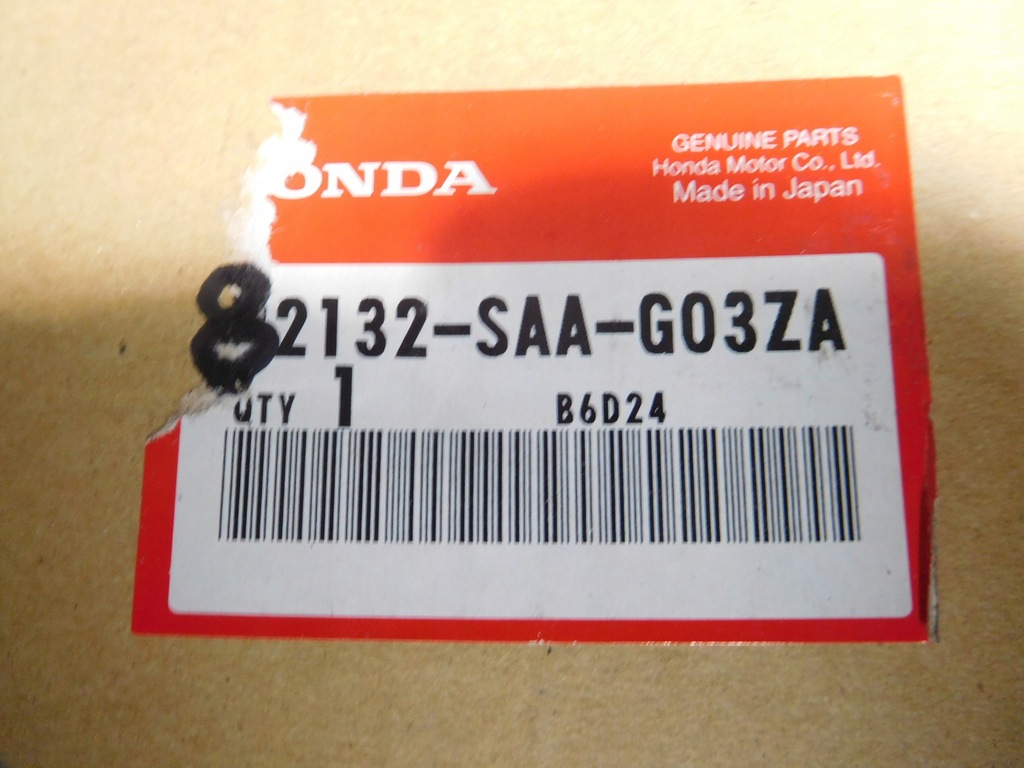 ONDA
GENUINE PARTS
Honda Motor Co., Ltd.
Made in Japan
82132-SAA-G03ZA
QTY 1 B6D24